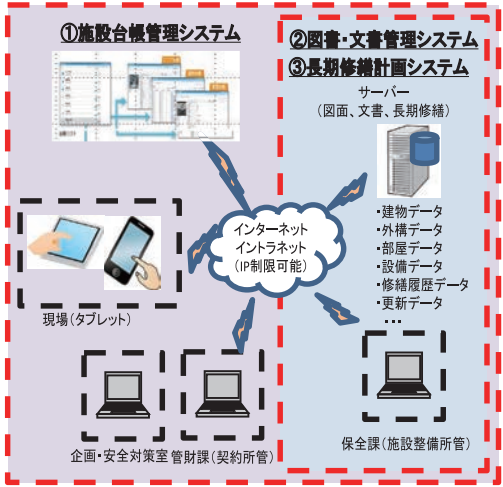 ①施設台帳管理システム
②図書・文書管理システム
③長期修繕計画システム
サーバー
(図面、文書、長期修繕)
インターネット
イントラネット
(IP制限可能)
・建物データ
・外構データ
・部屋データ
・設備データ
・修繕履歴データ
・更新データ
…
現場(タブレット)
企画・安全対策室
管財課(契約所管)
保全課(施設整備所管)